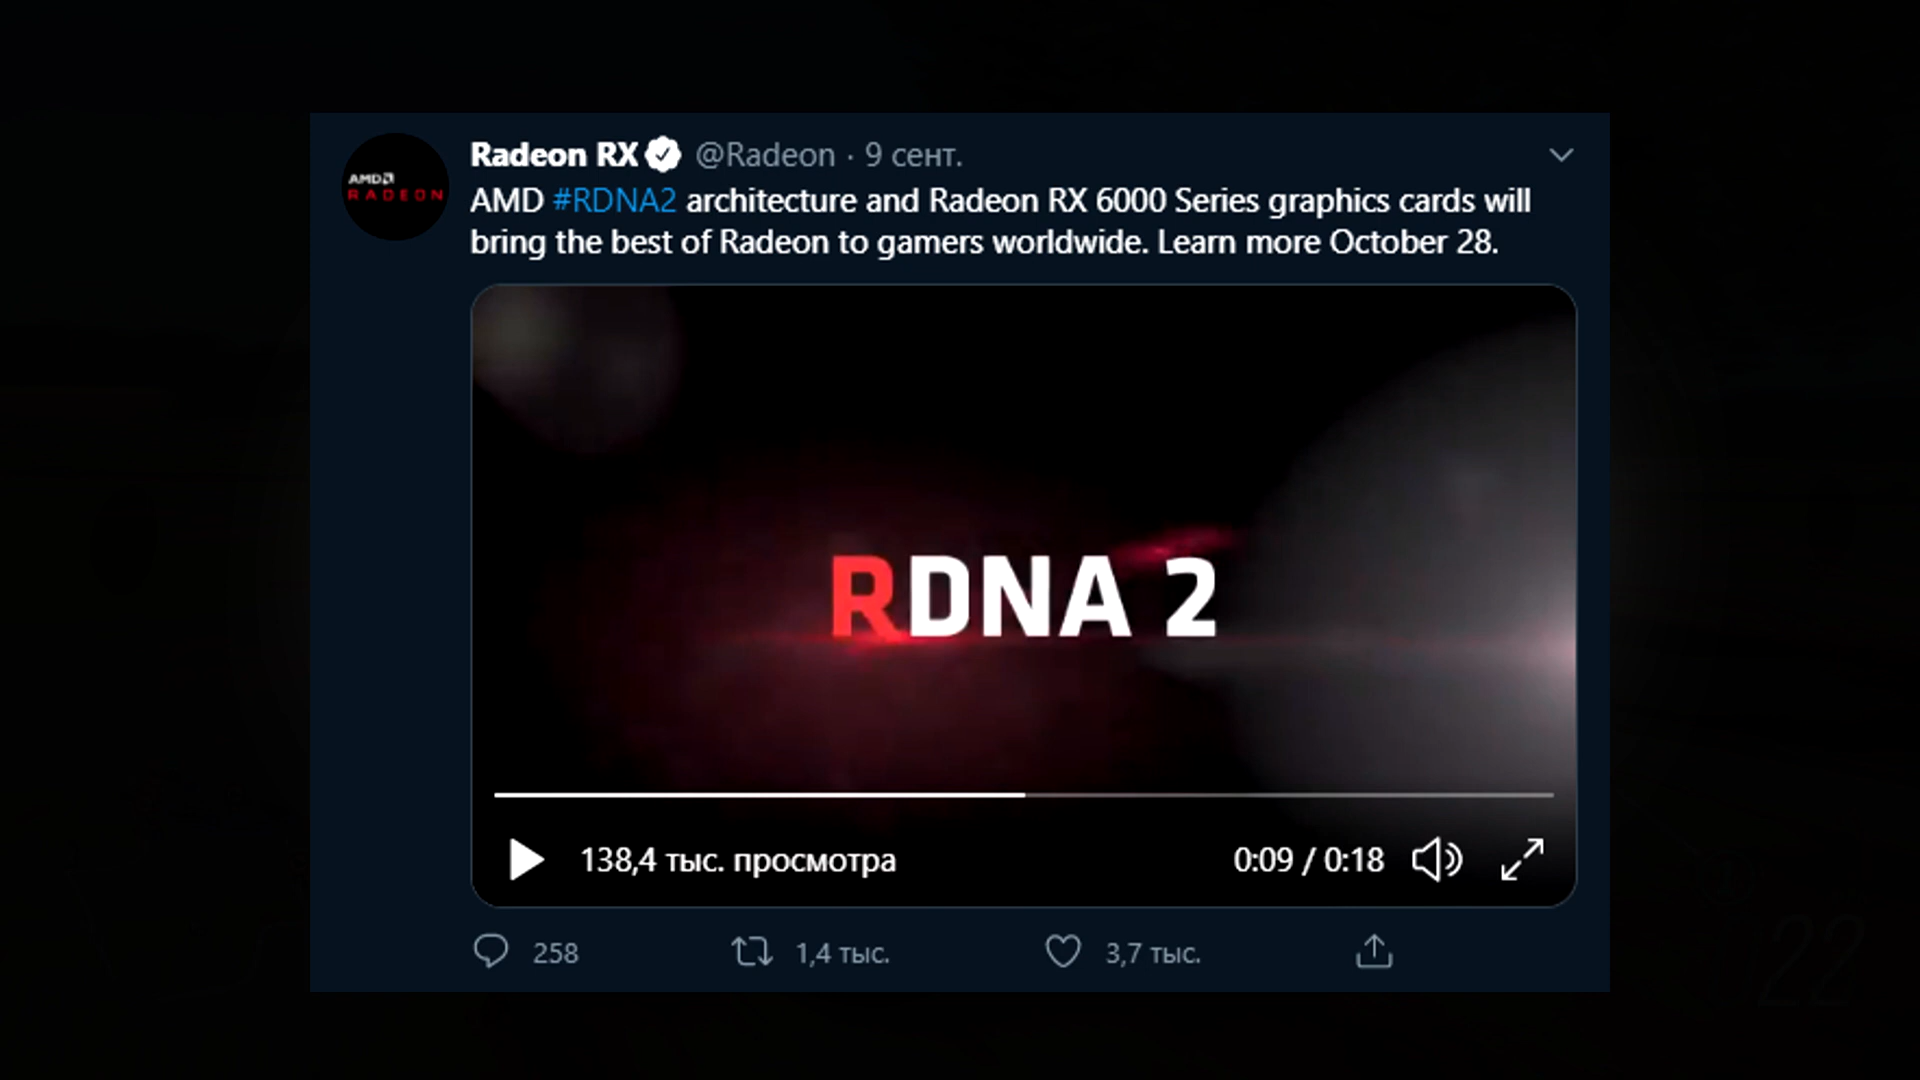 AMD
RADEON
Radeon RX @Radeon · 9 сент.
AMD #RDNA2 architecture and Radeon RX 6000 Series graphics cards will
bring the best of Radeon to gamers worldwide. Learn more October 28.
RDNA 2
138,4 тыс. просмотра 0:09 / 0:18
258 1,4 тыс. 3,7 тыс.
22